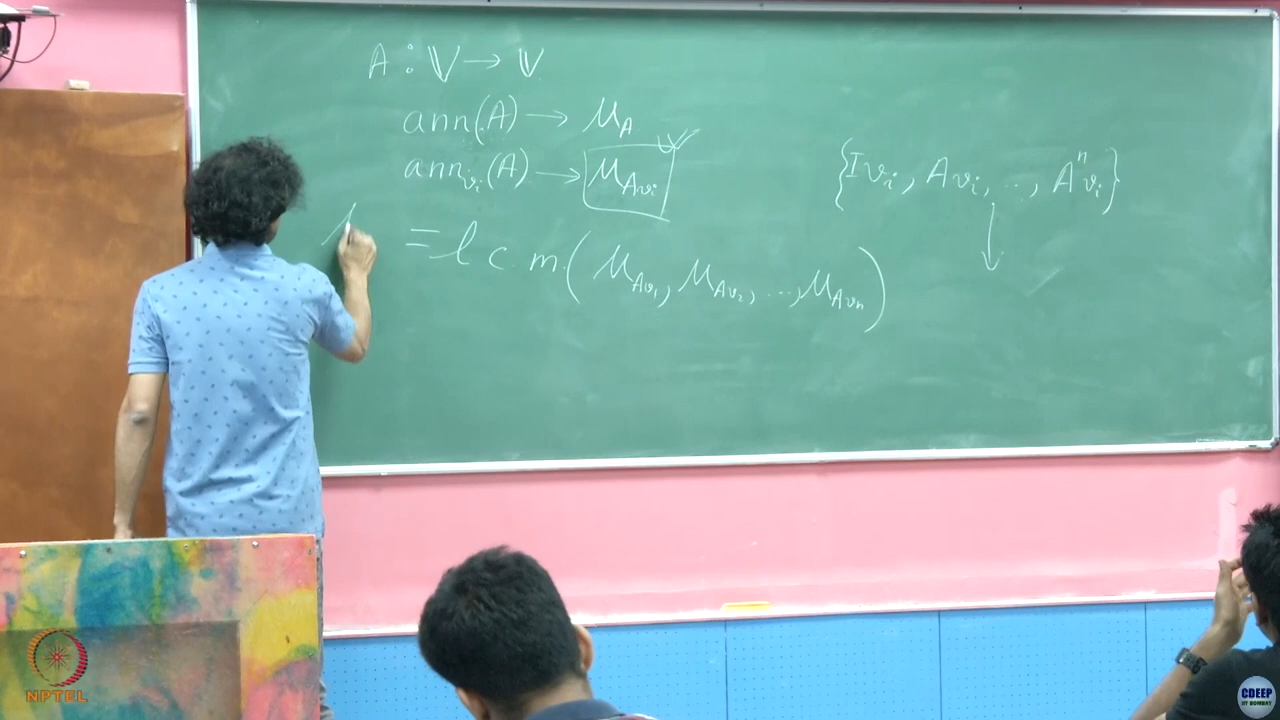 A : 𝕍 → 𝕍
ann(A) → μ_A
ann_{v_i}(A) → μ_{Av_i}
{Iv_i, Av_i, .., A^n v_i}
= l.c.m(μ_{Av_1}, μ_{Av_2}, ..., μ_{Av_n})
NPTEL
CDEEP
IIT BOMBAY